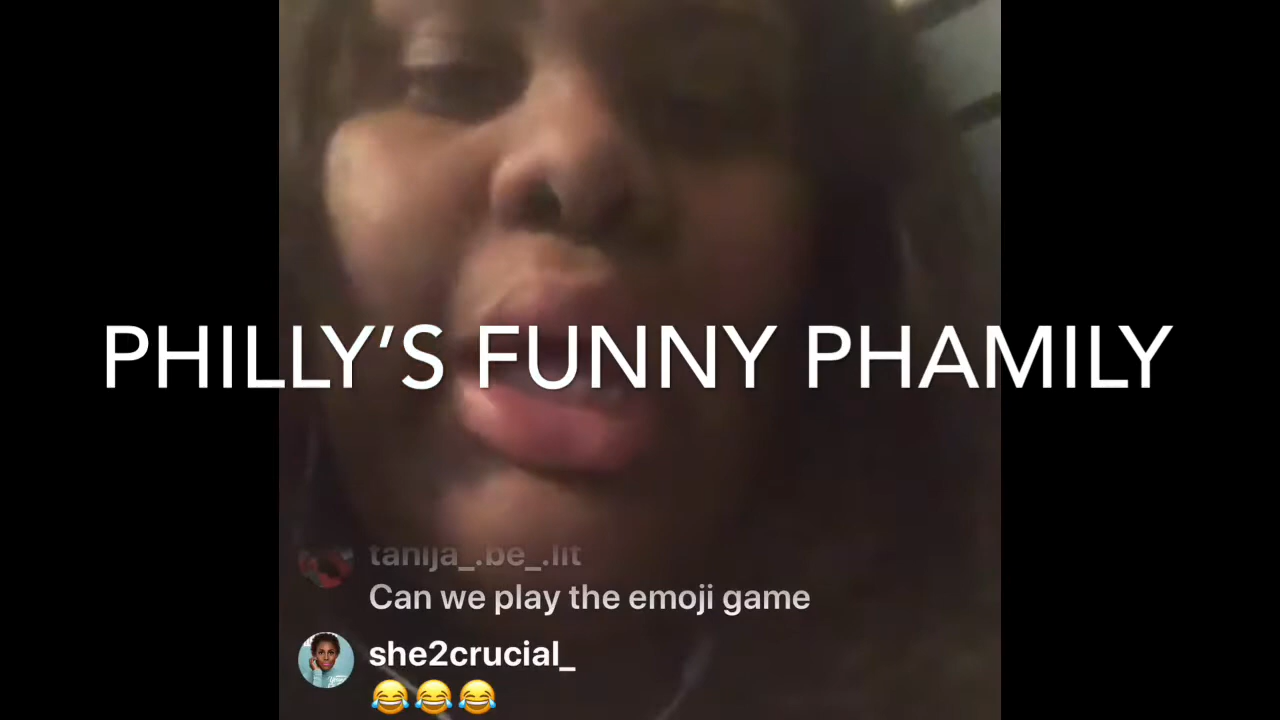 PHILLY’S FUNNY PHAMILY
tanija_.be_.lit
Can we play the emoji game
she2crucial_
😂😂😂